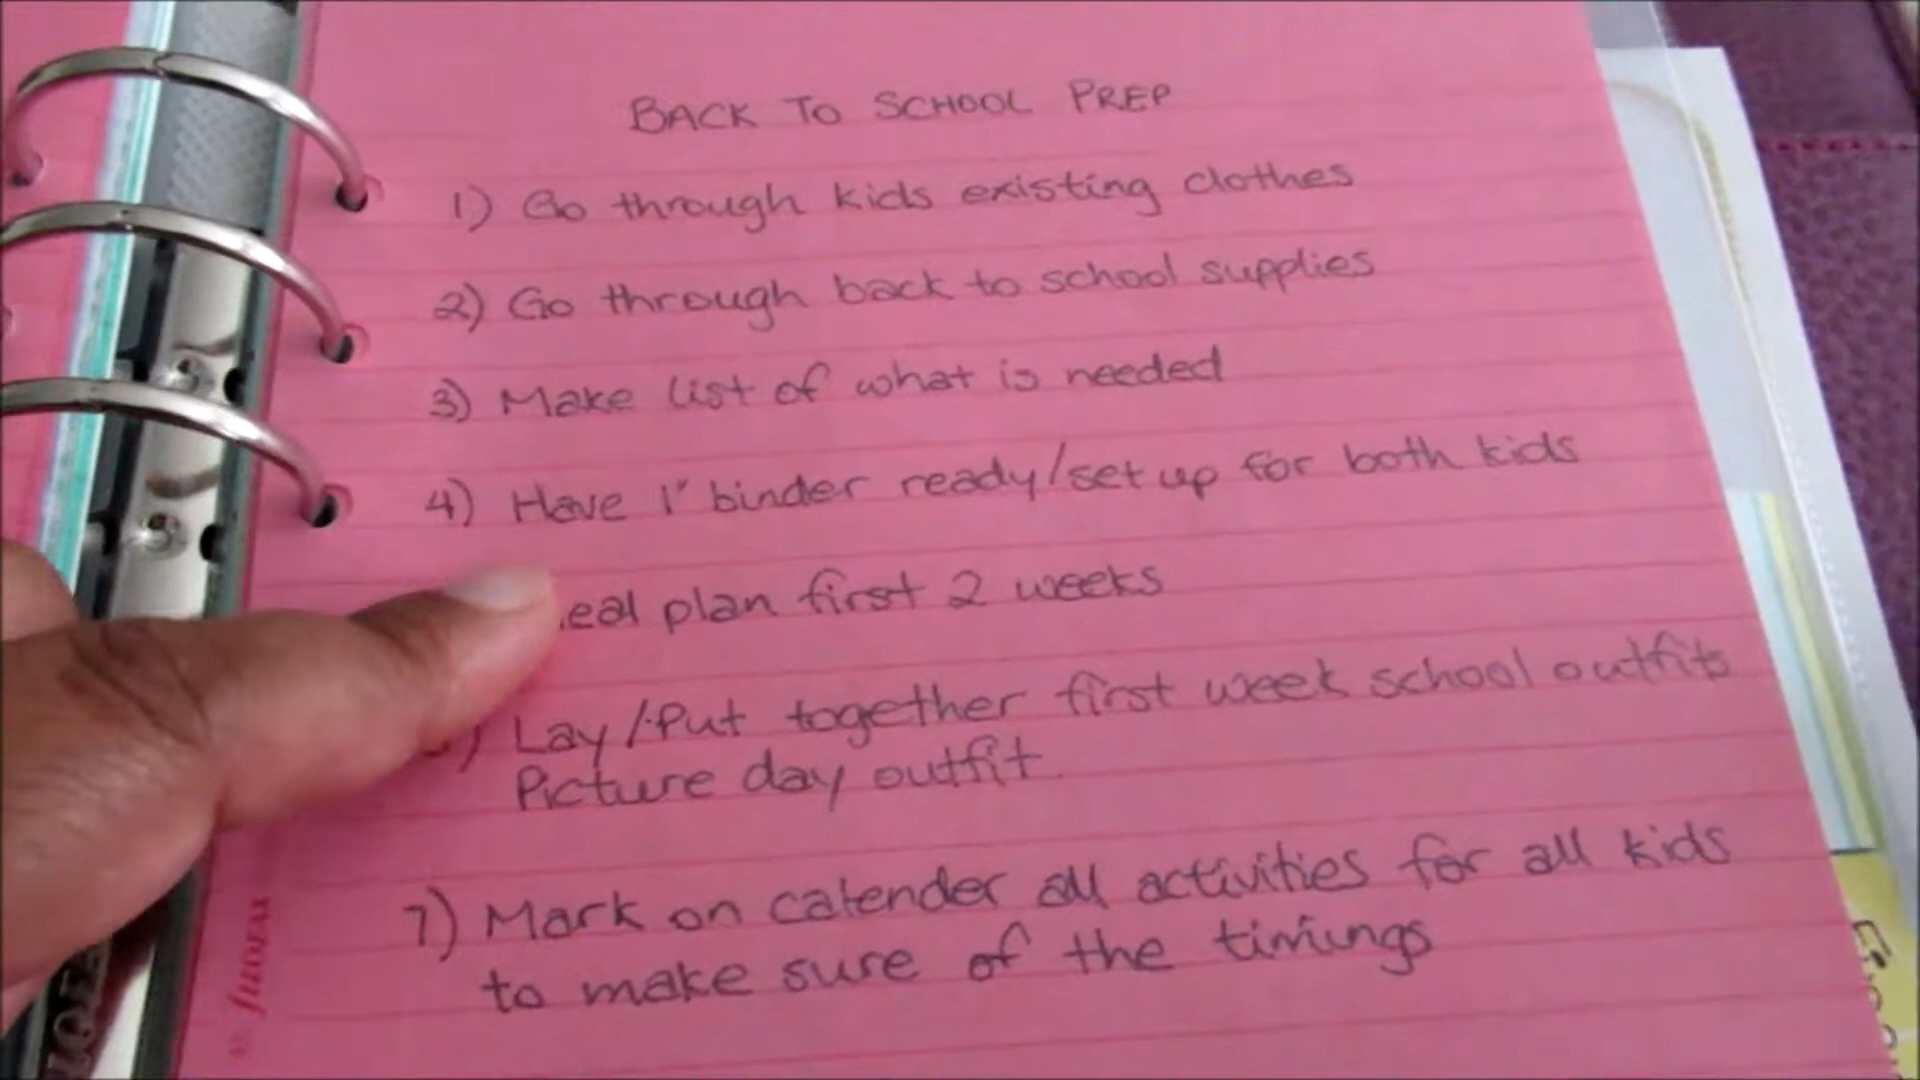 BACK TO SCHOOL PREP
1) Go through kids existing clothes
2) Go through back to school supplies
3) Make list of what is needed
4) Have 1" binder ready/set up for both kids
eal plan first 2 weeks
) Lay/Put together first week school outfits
Picture day outfit
7) Mark on calender all activities for all kids
to make sure of the timings